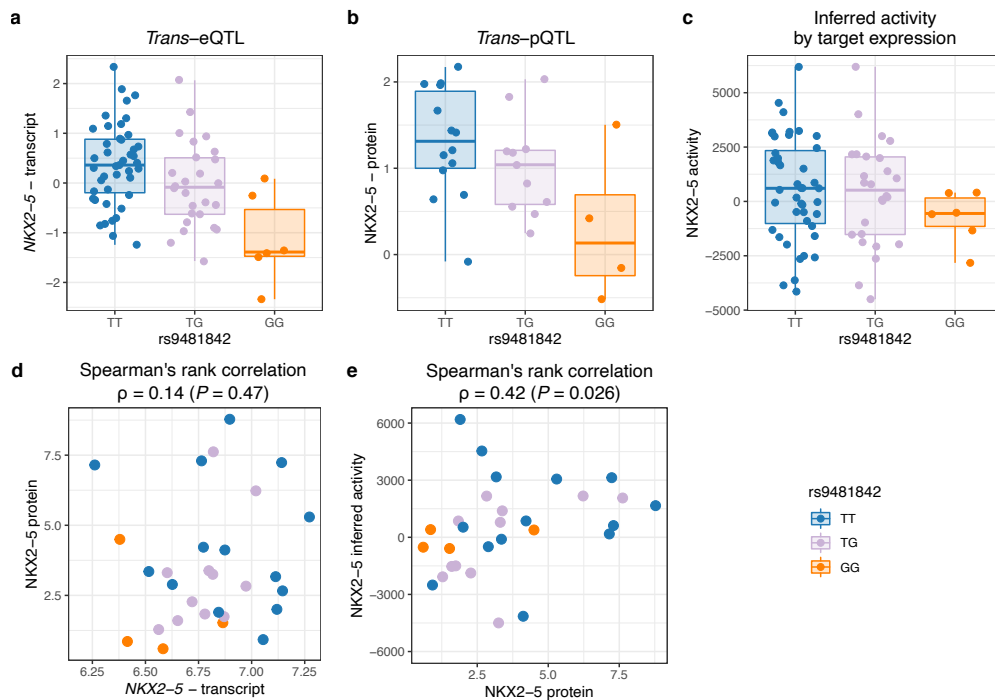 a
Trans–eQTL
NKX2−5 − transcript
2
1
0
−1
−2
TT
TG
GG
rs9481842
b
Trans–pQTL
NKX2−5 − protein
2
1
0
TT
TG
GG
rs9481842
c
Inferred activity
by target expression
NKX2−5 activity
5000
2500
0
−2500
−5000
TT
TG
GG
rs9481842
d
Spearman's rank correlation
ρ = 0.14 (P = 0.47)
NKX2−5 protein
7.5
5.0
2.5
6.25
6.50
6.75
7.00
7.25
NKX2−5 − transcript
e
Spearman's rank correlation
ρ = 0.42 (P = 0.026)
NKX2−5 inferred activity
6000
3000
0
−3000
−6000
2.5
5.0
7.5
NKX2−5 protein
rs9481842
TT
TG
GG